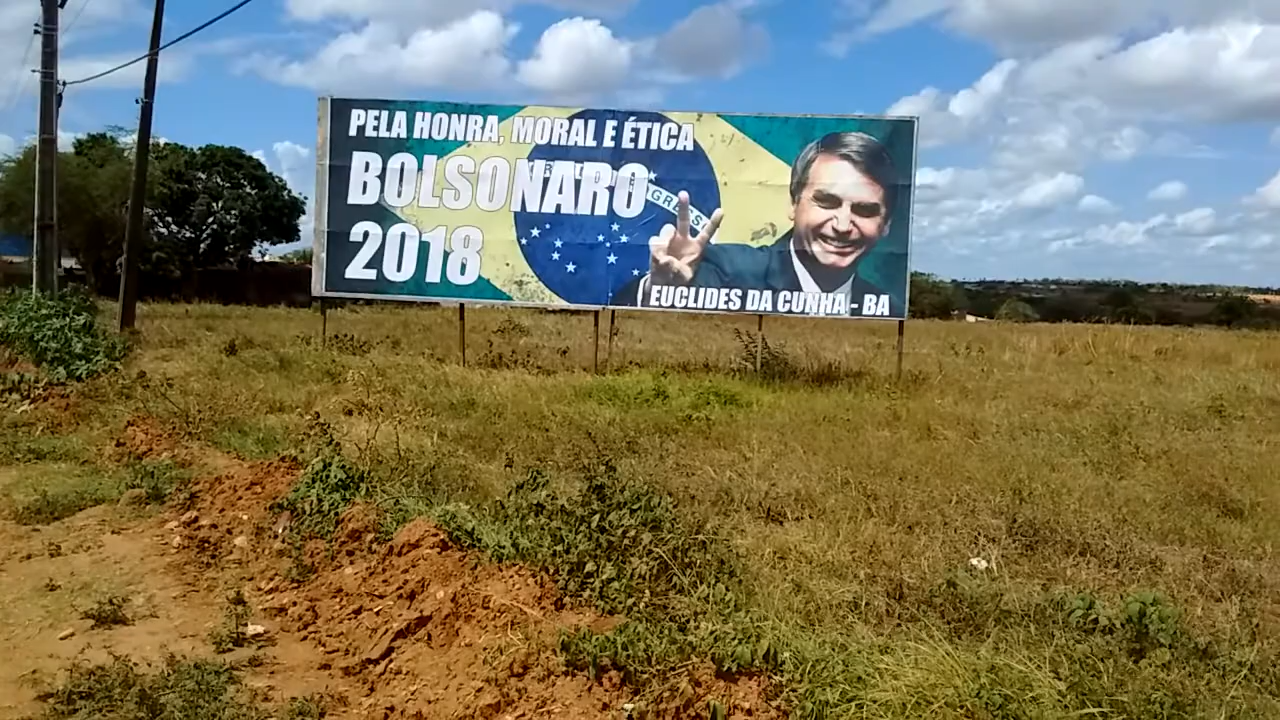 PELA HONRA, MORAL E ÉTICA
BOLSONARO
2018
EUCLIDES DA CUNHA - BA